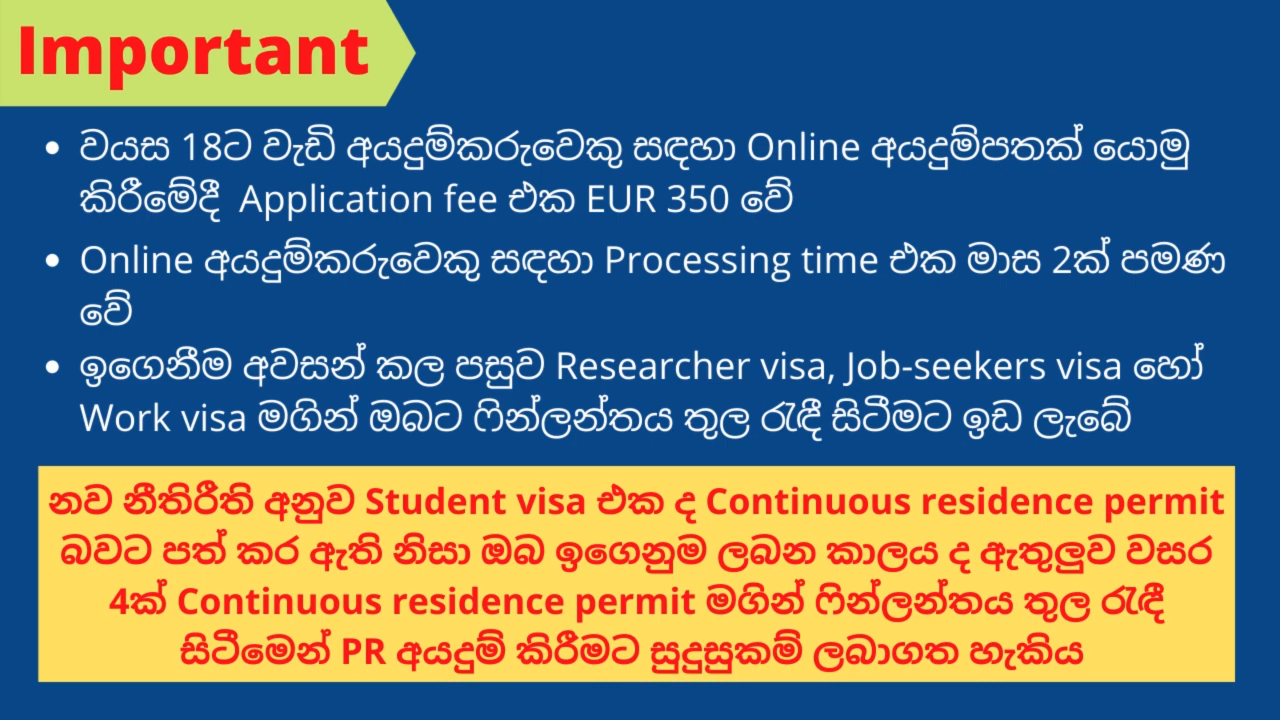 Important
• වයස 18ට වැඩි අයදුම්කරුවෙකු සඳහා Online අයදුම්පතක් යොමු
කිරීමේදී Application fee එක EUR 350 වේ
• Online අයදුම්කරුවෙකු සඳහා Processing time එක මාස 2ක් පමණ
වේ
• ඉගෙනීම අවසන් කල පසුව Researcher visa, Job-seekers visa හෝ
Work visa මගින් ඔබට ෆින්ලන්තය තුල රැඳී සිටීමට ඉඩ ලැබේ
නව නීතිරීති අනුව Student visa එක ද Continuous residence permit
බවට පත් කර ඇති නිසා ඔබ ඉගෙනුම ලබන කාලය ද ඇතුලුව වසර
4ක් Continuous residence permit මගින් ෆින්ලන්තය තුල රැඳී
සිටීමෙන් PR අයදුම් කිරීමට සුදුසුකම් ලබාගත හැකිය